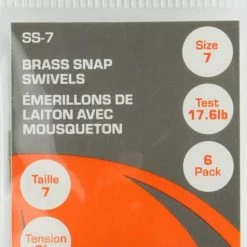 SS-7
BRASS SNAP
SWIVELS
ÉMERILLONS DE
LAITON AVEC
MOUSQUETON
Size
7
Test
17.6lb
6
Pack
Taille
7
Tension